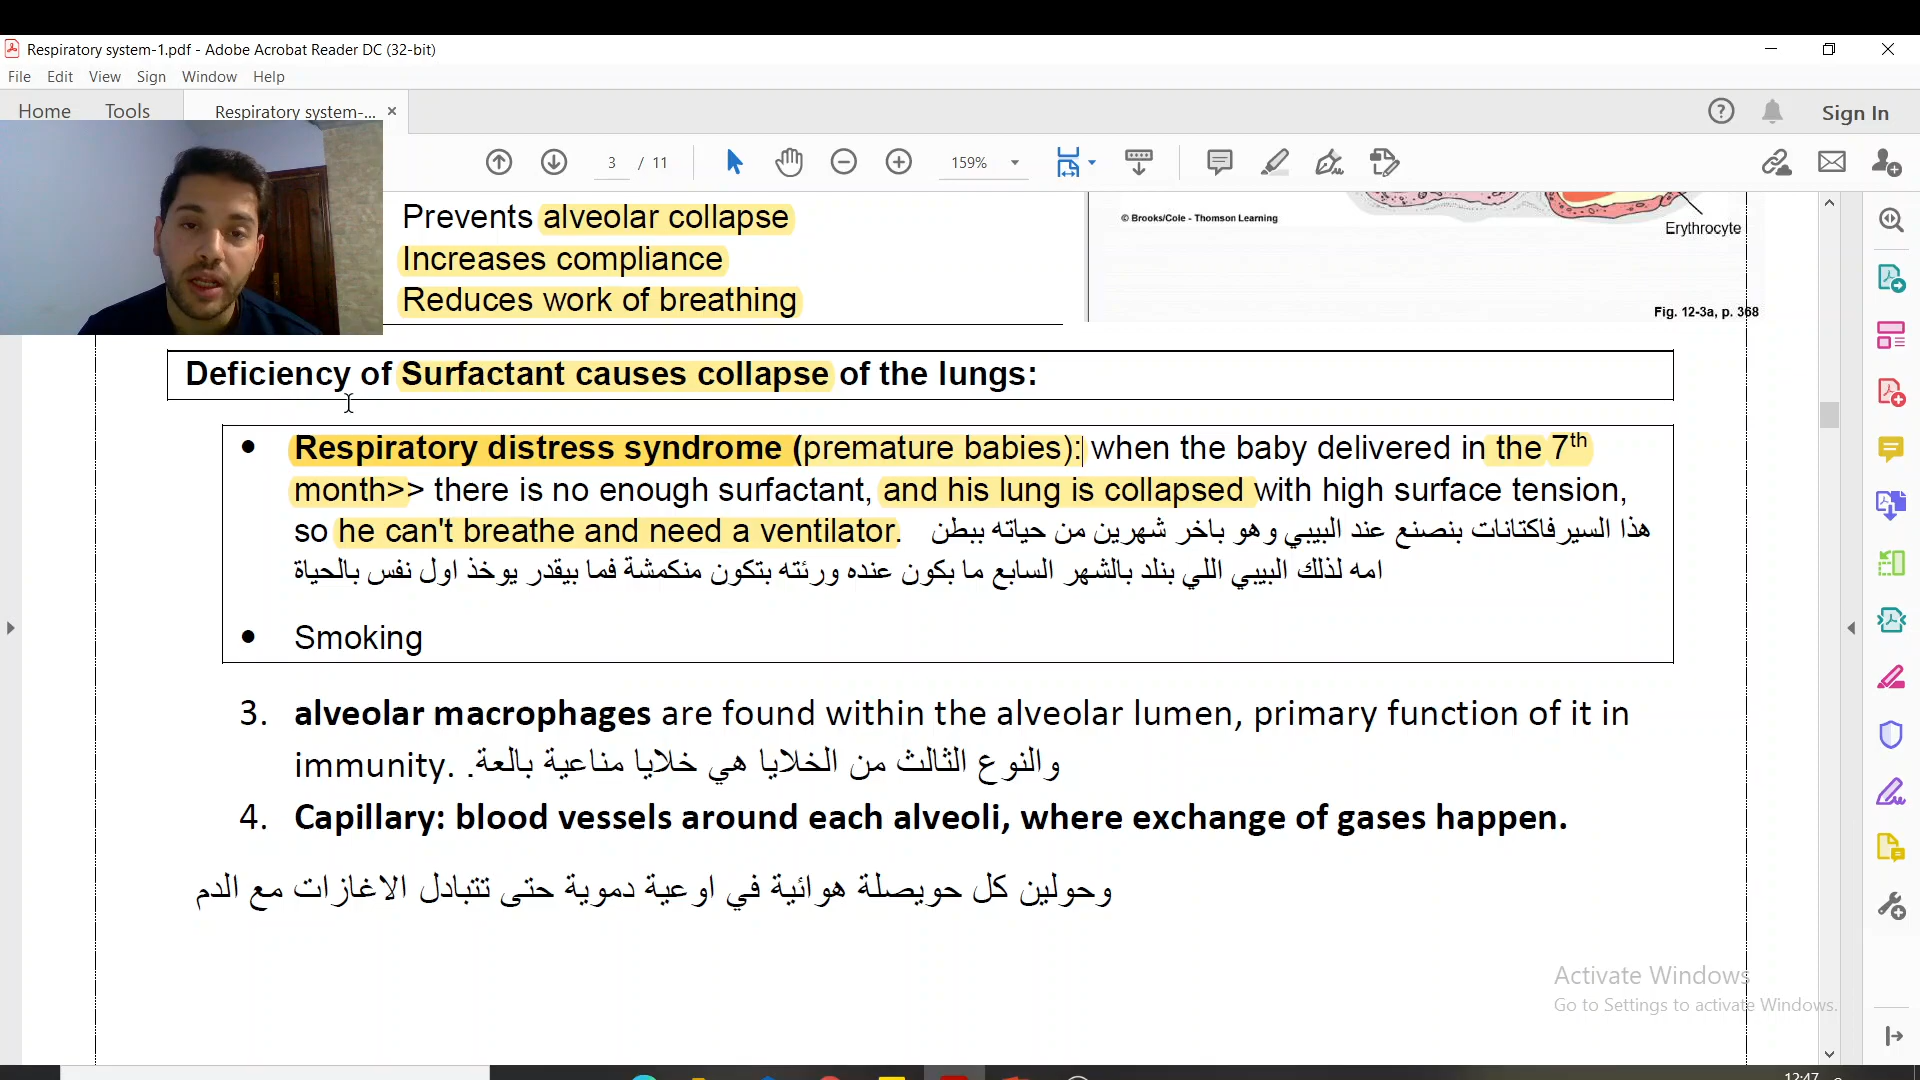 Respiratory system-1.pdf - Adobe Acrobat Reader DC (32-bit)
File Edit View Sign Window Help
Home Tools Respiratory system-... × Sign In
3 / 11 159%
Prevents alveolar collapse
Increases compliance
Reduces work of breathing
© Brooks/Cole - Thomson Learning
Erythrocyte
Fig. 12-3a, p. 368
Deficiency of Surfactant causes collapse of the lungs:
• Respiratory distress syndrome (premature babies): when the baby delivered in the 7th
month>> there is no enough surfactant, and his lung is collapsed with high surface tension,
so he can't breathe and need a ventilator. هذا السيرفاكتانات بنصنع عند البيبي وهو باخر شهرين من حياته ببطن
امه لذلك البيبي اللي بنلد بالشهر السابع ما بكون عنده ورئته بتكون منكمشة فما بيقدر يوخذ اول نفس بالحياة
• Smoking
3. alveolar macrophages are found within the alveolar lumen, primary function of it in
immunity. والنوع الثالث من الخلايا هي خلايا مناعية بالعة.
4. Capillary: blood vessels around each alveoli, where exchange of gases happen.
وحولين كل حويصلة هوائية في اوعية دموية حتى تتبادل الاغازات مع الدم
Activate Windows
Go to Settings to activate Windows.